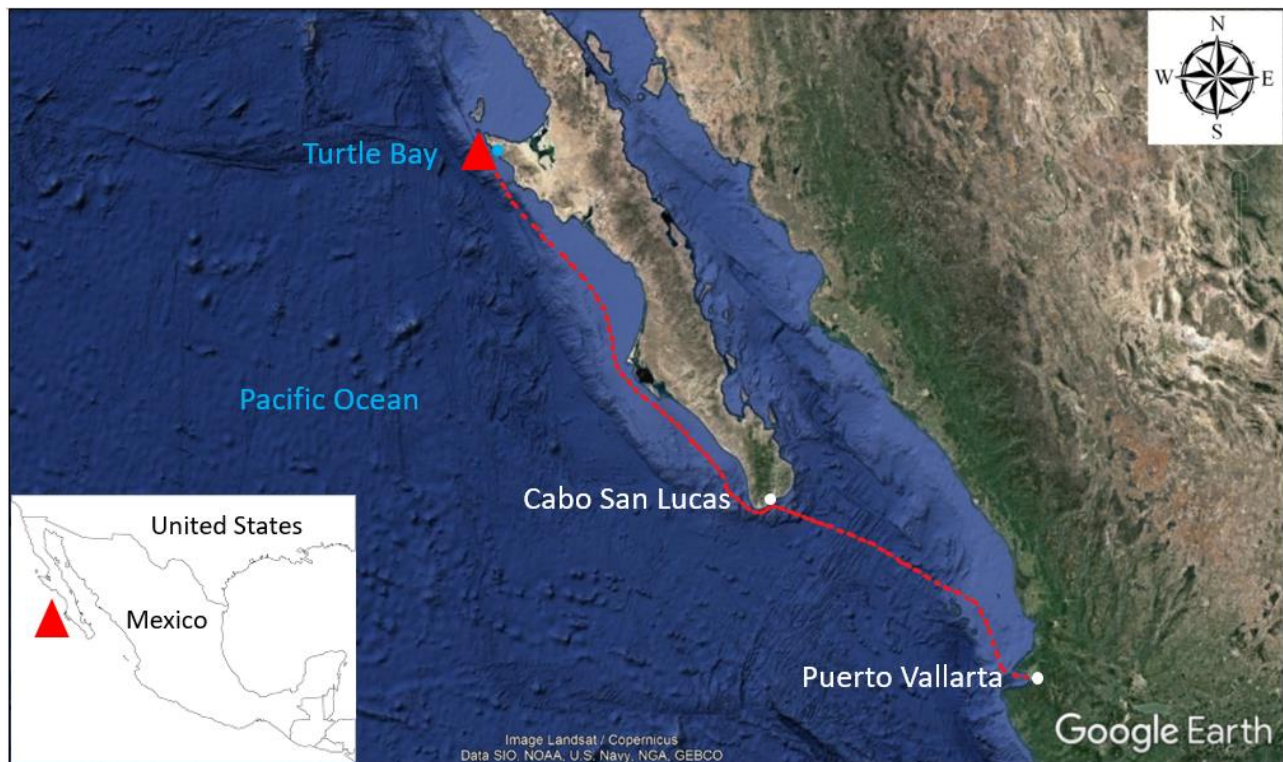 N
W E
S
Turtle Bay
Pacific Ocean
Cabo San Lucas
United States
Mexico
Puerto Vallarta
Google Earth
Image Landsat / Copernicus
Data SIO, NOAA, U.S. Navy, NGA, GEBCO